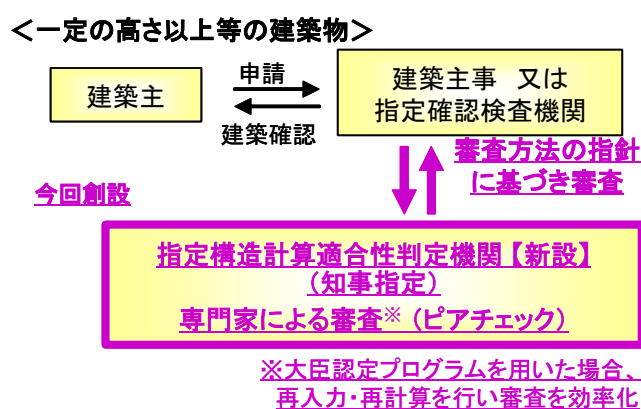 ＜一定の高さ以上等の建築物＞
建築主
申請
建築確認
建築主事　又は
指定確認検査機関
審査方法の指針
に基づき審査
今回創設
指定構造計算適合性判定機関【新設】
（知事指定）
専門家による審査※（ピアチェック）
※大臣認定プログラムを用いた場合、
再入力・再計算を行い審査を効率化